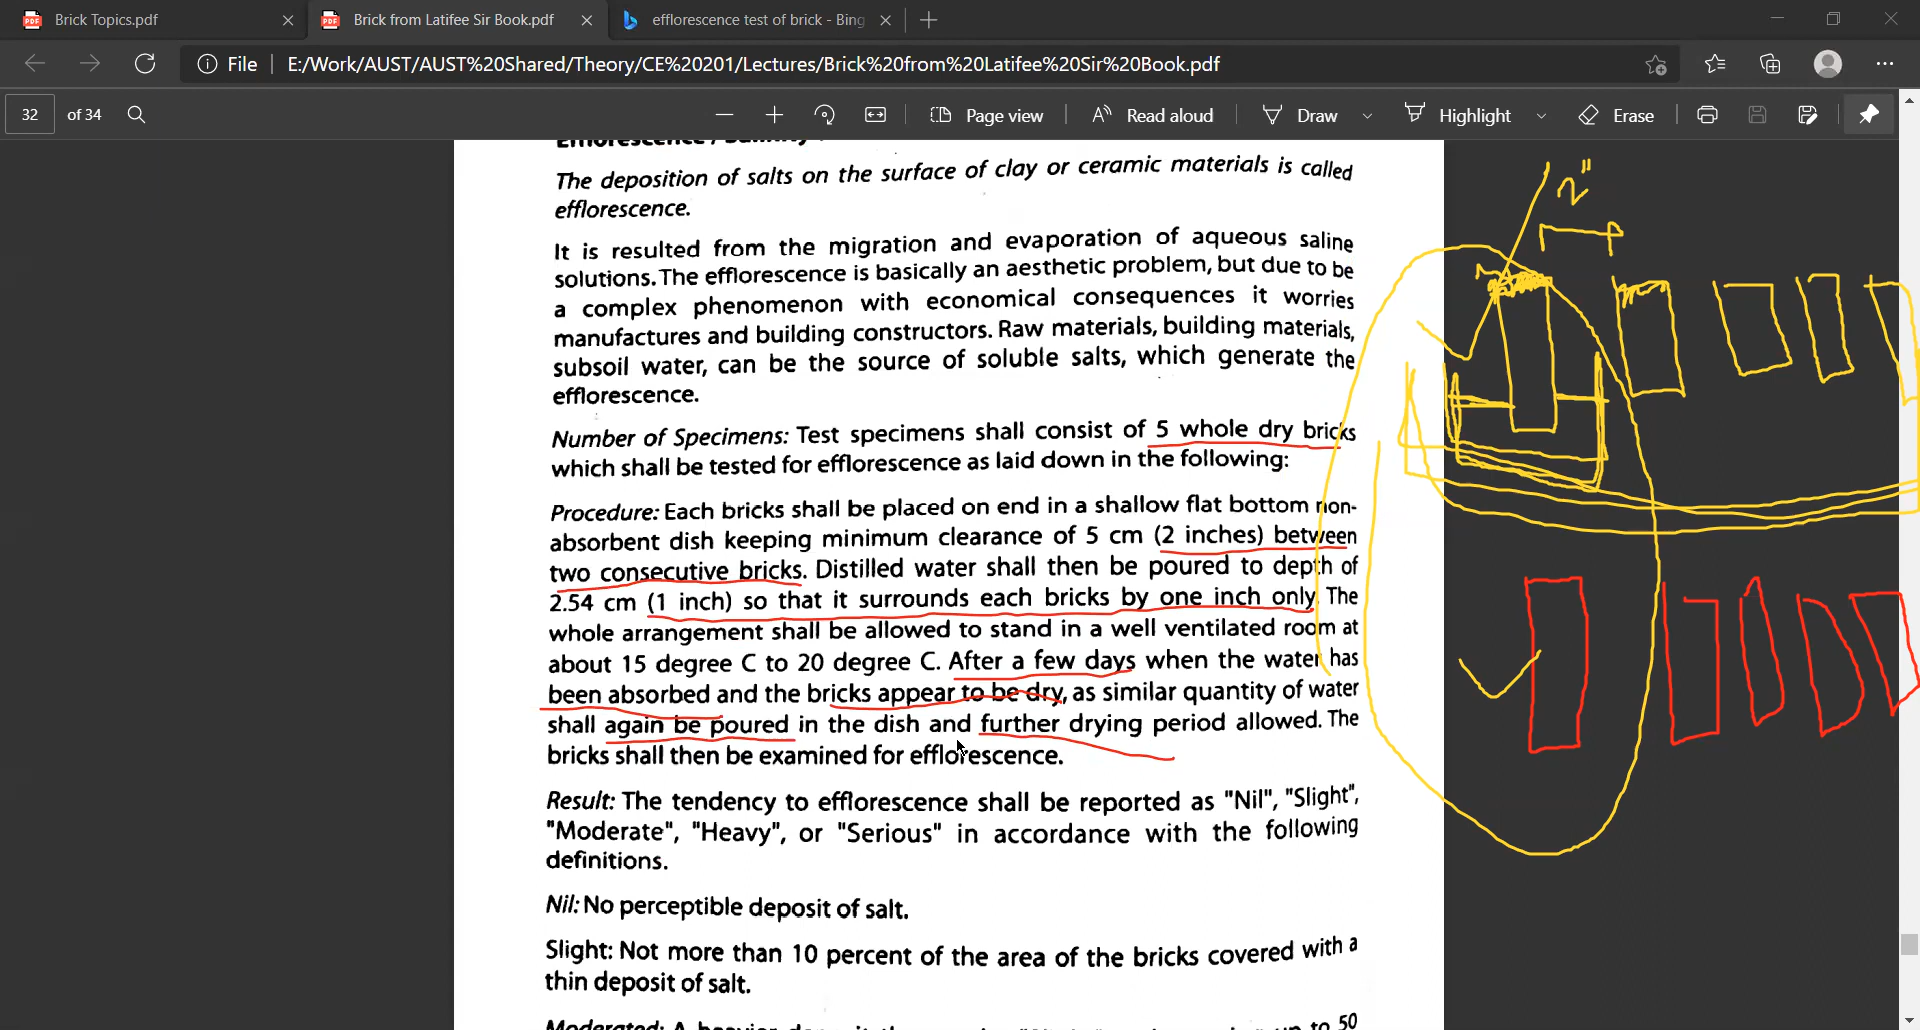 Brick Topics.pdf
Brick from Latifee Sir Book.pdf
efflorescence test of brick - Bing
File
E:/Work/AUST/AUST%20Shared/Theory/CE%20201/Lectures/Brick%20from%20Latifee%20Sir%20Book.pdf
32 of 34
Page view
Read aloud
Draw
Highlight
Erase
Efflorescence / Salinity :
The deposition of salts on the surface of clay or ceramic materials is called
efflorescence.
It is resulted from the migration and evaporation of aqueous saline
solutions. The efflorescence is basically an aesthetic problem, but due to be
a complex phenomenon with economical consequences it worries
manufactures and building constructors. Raw materials, building materials,
subsoil water, can be the source of soluble salts, which generate the
efflorescence.
Number of Specimens: Test specimens shall consist of 5 whole dry bricks
which shall be tested for efflorescence as laid down in the following:
Procedure: Each bricks shall be placed on end in a shallow flat bottom non-
absorbent dish keeping minimum clearance of 5 cm (2 inches) between
two consecutive bricks. Distilled water shall then be poured to depth of
2.54 cm (1 inch) so that it surrounds each bricks by one inch only. The
whole arrangement shall be allowed to stand in a well ventilated room at
about 15 degree C to 20 degree C. After a few days when the water has
been absorbed and the bricks appear to be dry, as similar quantity of water
shall again be poured in the dish and further drying period allowed. The
bricks shall then be examined for efflorescence.
Result: The tendency to efflorescence shall be reported as "Nil", "Slight",
"Moderate", "Heavy", or "Serious" in accordance with the following
definitions.
Nil: No perceptible deposit of salt.
Slight: Not more than 10 percent of the area of the bricks covered with a
thin deposit of salt.
Moderated: A heavier
up to 50
2"